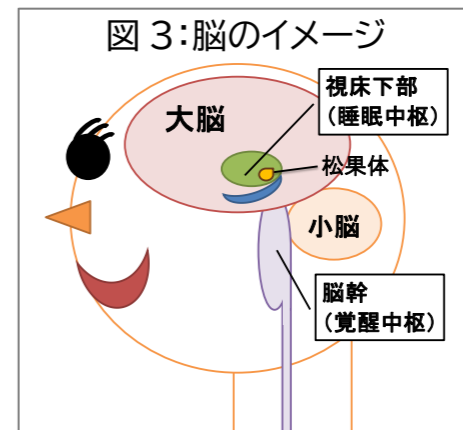 図3:脳のイメージ
視床下部
(睡眠中枢)
大脳
松果体
小脳
脳幹
(覚醒中枢)